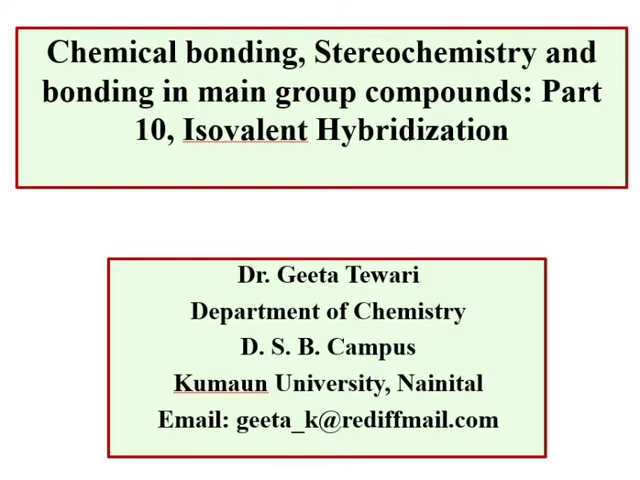 Chemical bonding, Stereochemistry and
bonding in main group compounds: Part
10, Isovalent Hybridization
Dr. Geeta Tewari
Department of Chemistry
D. S. B. Campus
Kumaun University, Nainital
Email: geeta_k@rediffmail.com